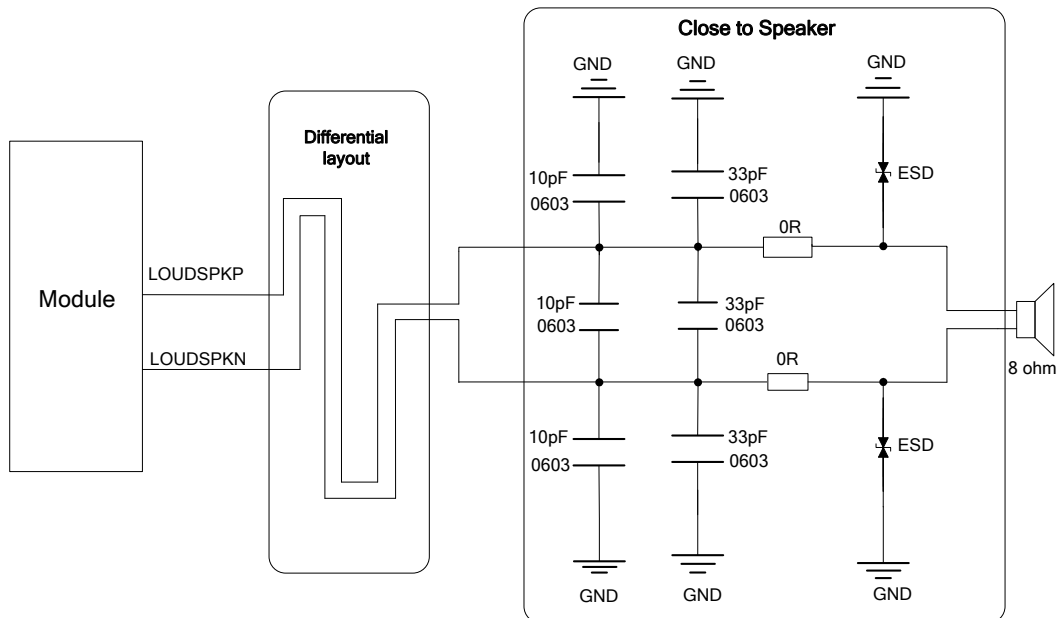 Close to Speaker
GND
GND
GND
Differential
layout
10pF
0603
33pF
0603
ESD
0R
LOUDSPKP
Module
10pF
0603
33pF
0603
LOUDSPKN
0R
8 ohm
10pF
0603
33pF
0603
ESD
GND
GND
GND